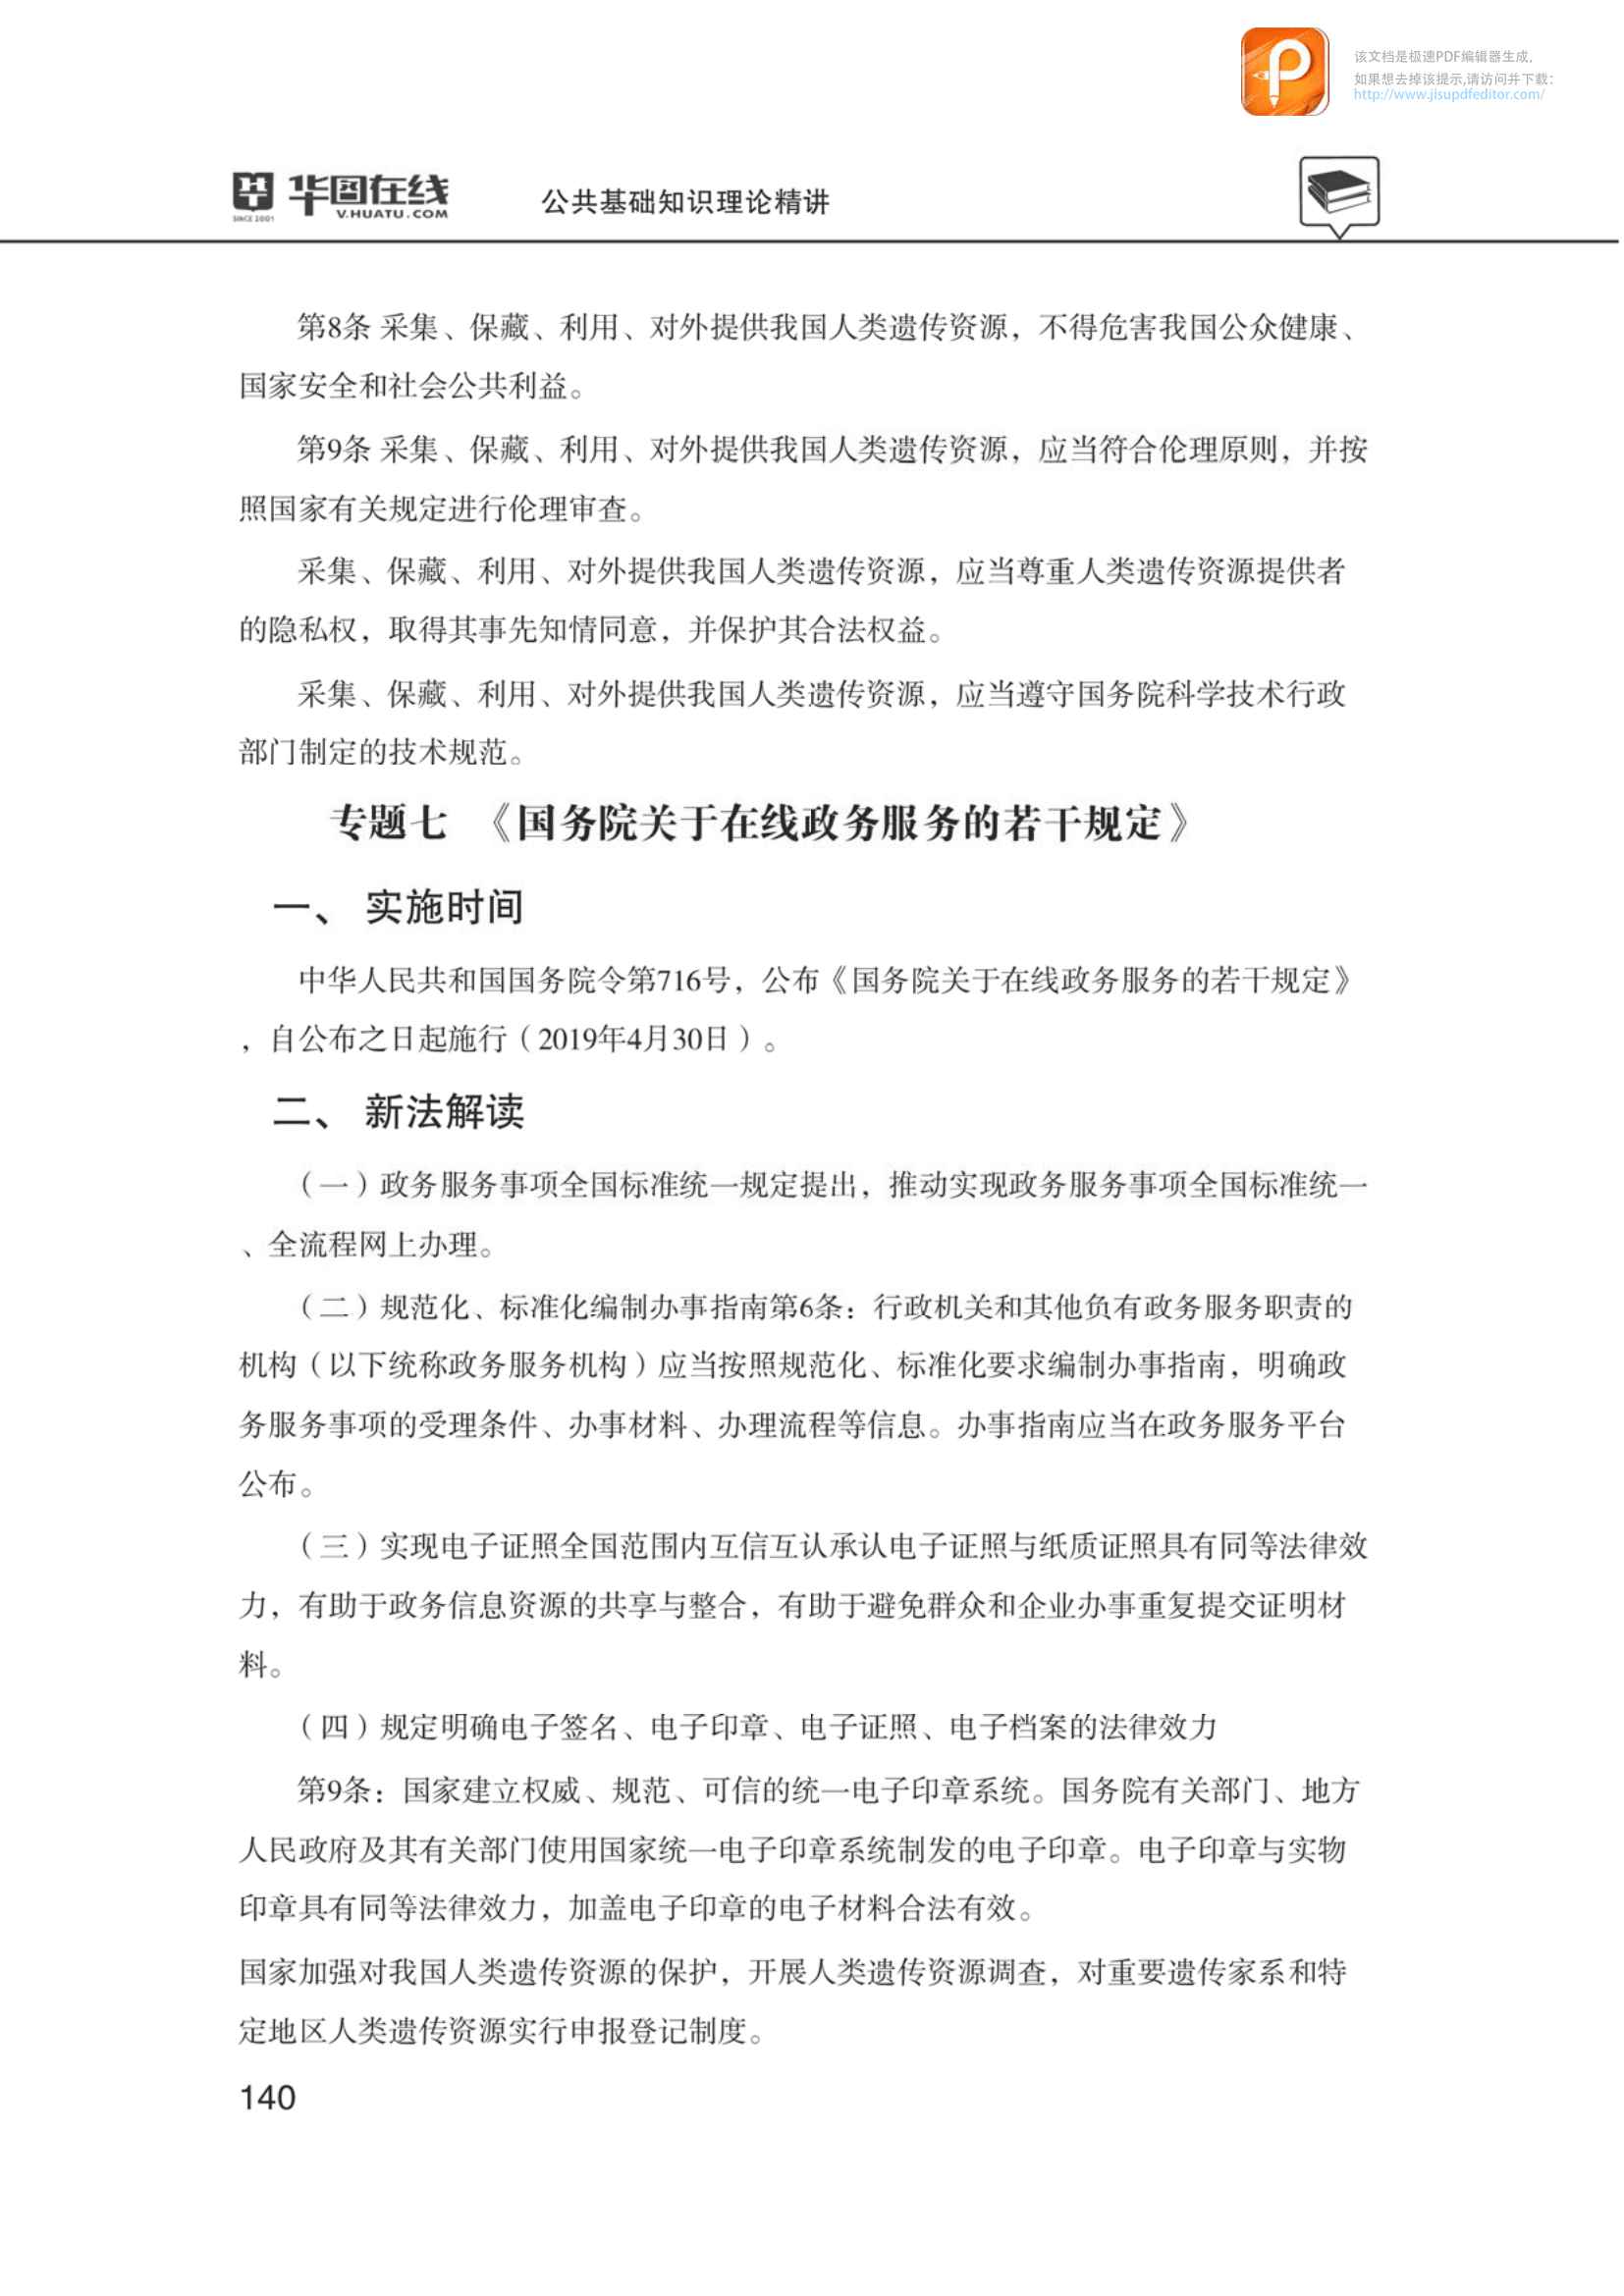 该文档是极速PDF编辑器生成,
如果想去掉该提示,请访问并下载:
http://www.jisupdfeditor.com/
SINCE 2001
华图在线
V.HUATU.COM
公共基础知识理论精讲
第8条 采集、保藏、利用、对外提供我国人类遗传资源，不得危害我国公众健康、
国家安全和社会公共利益。
第9条 采集、保藏、利用、对外提供我国人类遗传资源，应当符合伦理原则，并按
照国家有关规定进行伦理审查。
采集、保藏、利用、对外提供我国人类遗传资源，应当尊重人类遗传资源提供者
的隐私权，取得其事先知情同意，并保护其合法权益。
采集、保藏、利用、对外提供我国人类遗传资源，应当遵守国务院科学技术行政
部门制定的技术规范。
专题七 《国务院关于在线政务服务的若干规定》
一、 实施时间
中华人民共和国国务院令第716号，公布《国务院关于在线政务服务的若干规定》
，自公布之日起施行（2019年4月30日）。
二、 新法解读
（一）政务服务事项全国标准统一规定提出，推动实现政务服务事项全国标准统一
、全流程网上办理。
（二）规范化、标准化编制办事指南第6条：行政机关和其他负有政务服务职责的
机构（以下统称政务服务机构）应当按照规范化、标准化要求编制办事指南，明确政
务服务事项的受理条件、办事材料、办理流程等信息。办事指南应当在政务服务平台
公布。
（三）实现电子证照全国范围内互信互认承认电子证照与纸质证照具有同等法律效
力，有助于政务信息资源的共享与整合，有助于避免群众和企业办事重复提交证明材
料。
（四）规定明确电子签名、电子印章、电子证照、电子档案的法律效力
第9条：国家建立权威、规范、可信的统一电子印章系统。国务院有关部门、地方
人民政府及其有关部门使用国家统一电子印章系统制发的电子印章。电子印章与实物
印章具有同等法律效力，加盖电子印章的电子材料合法有效。
国家加强对我国人类遗传资源的保护，开展人类遗传资源调查，对重要遗传家系和特
定地区人类遗传资源实行申报登记制度。
140